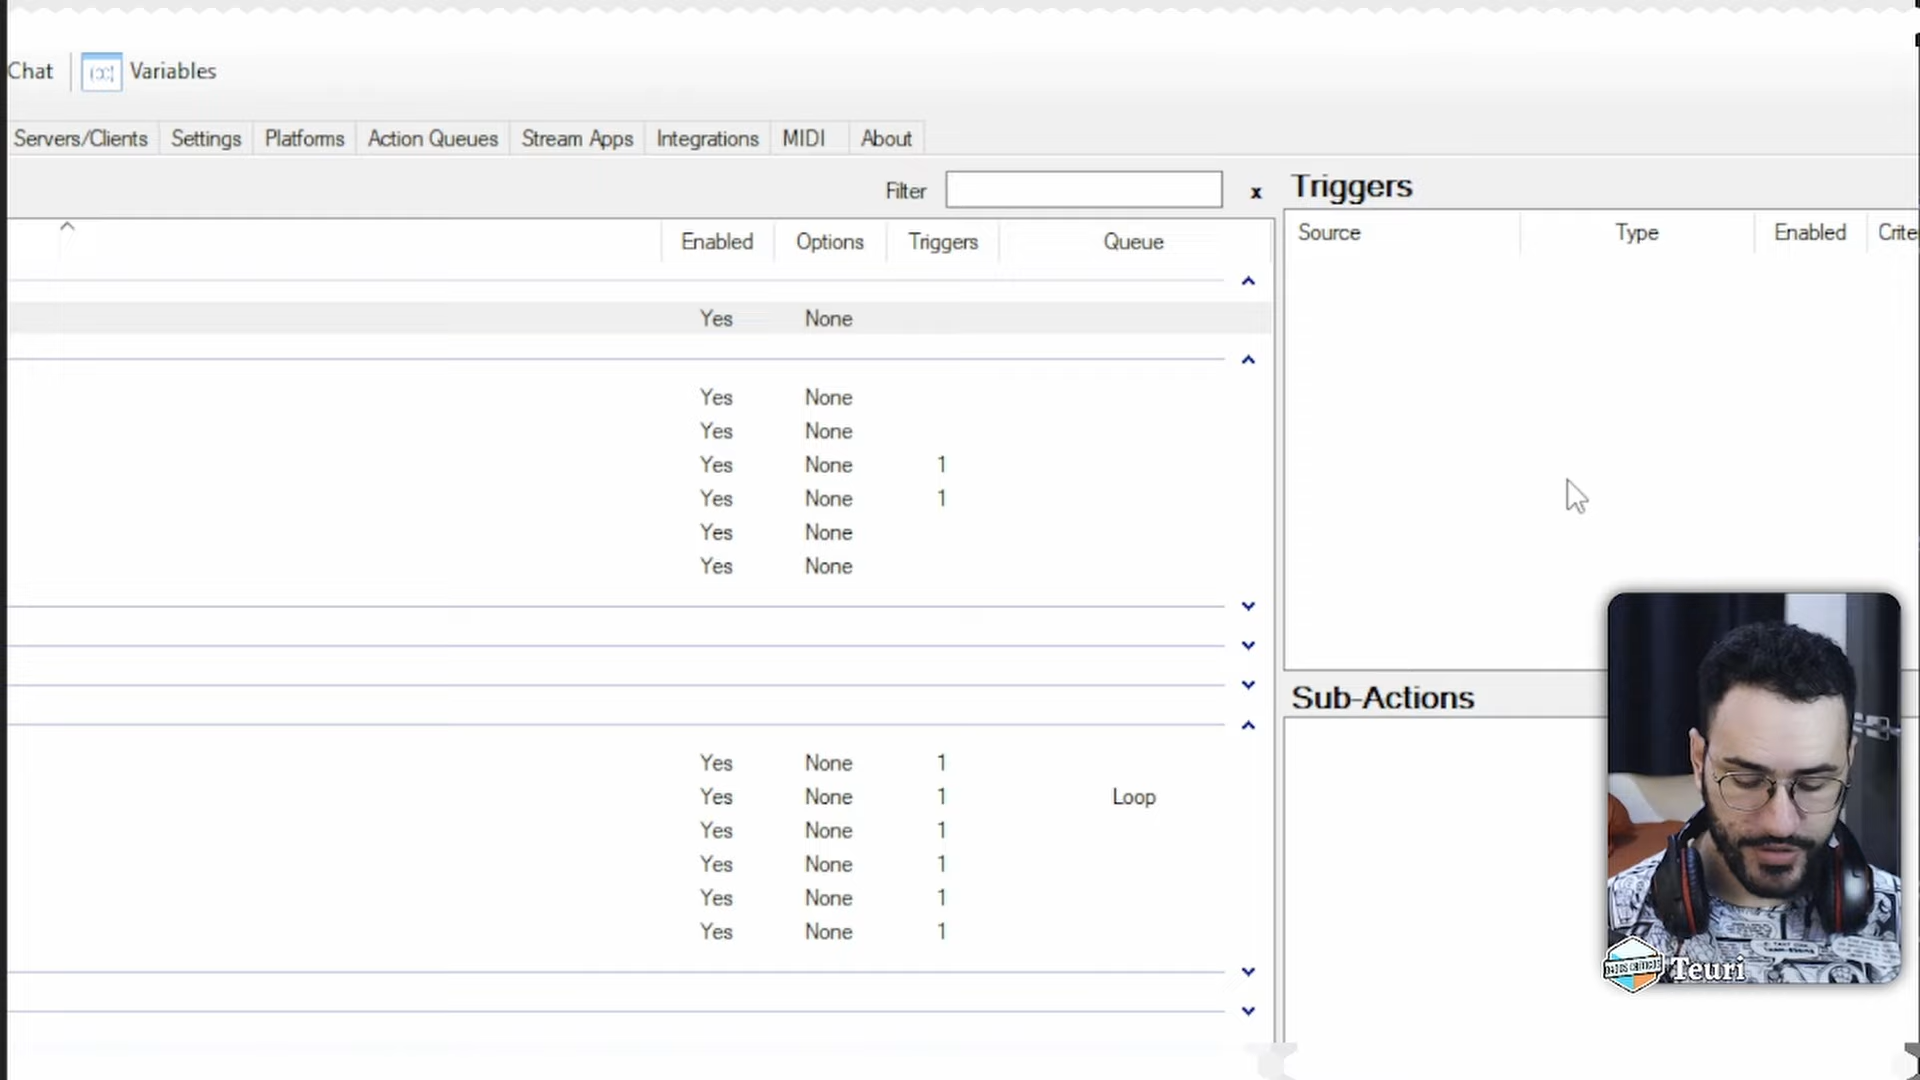 Chat Variables
Servers/Clients Settings Platforms Action Queues Stream Apps Integrations MIDI About
Filter x
Enabled Options Triggers Queue
Yes None
Yes None
Yes None
Yes None 1
Yes None 1
Yes None
Yes None
Yes None 1
Yes None 1 Loop
Yes None 1
Yes None 1
Yes None 1
Yes None 1
Triggers
Source Type Enabled Crite
Sub-Actions
Teuri